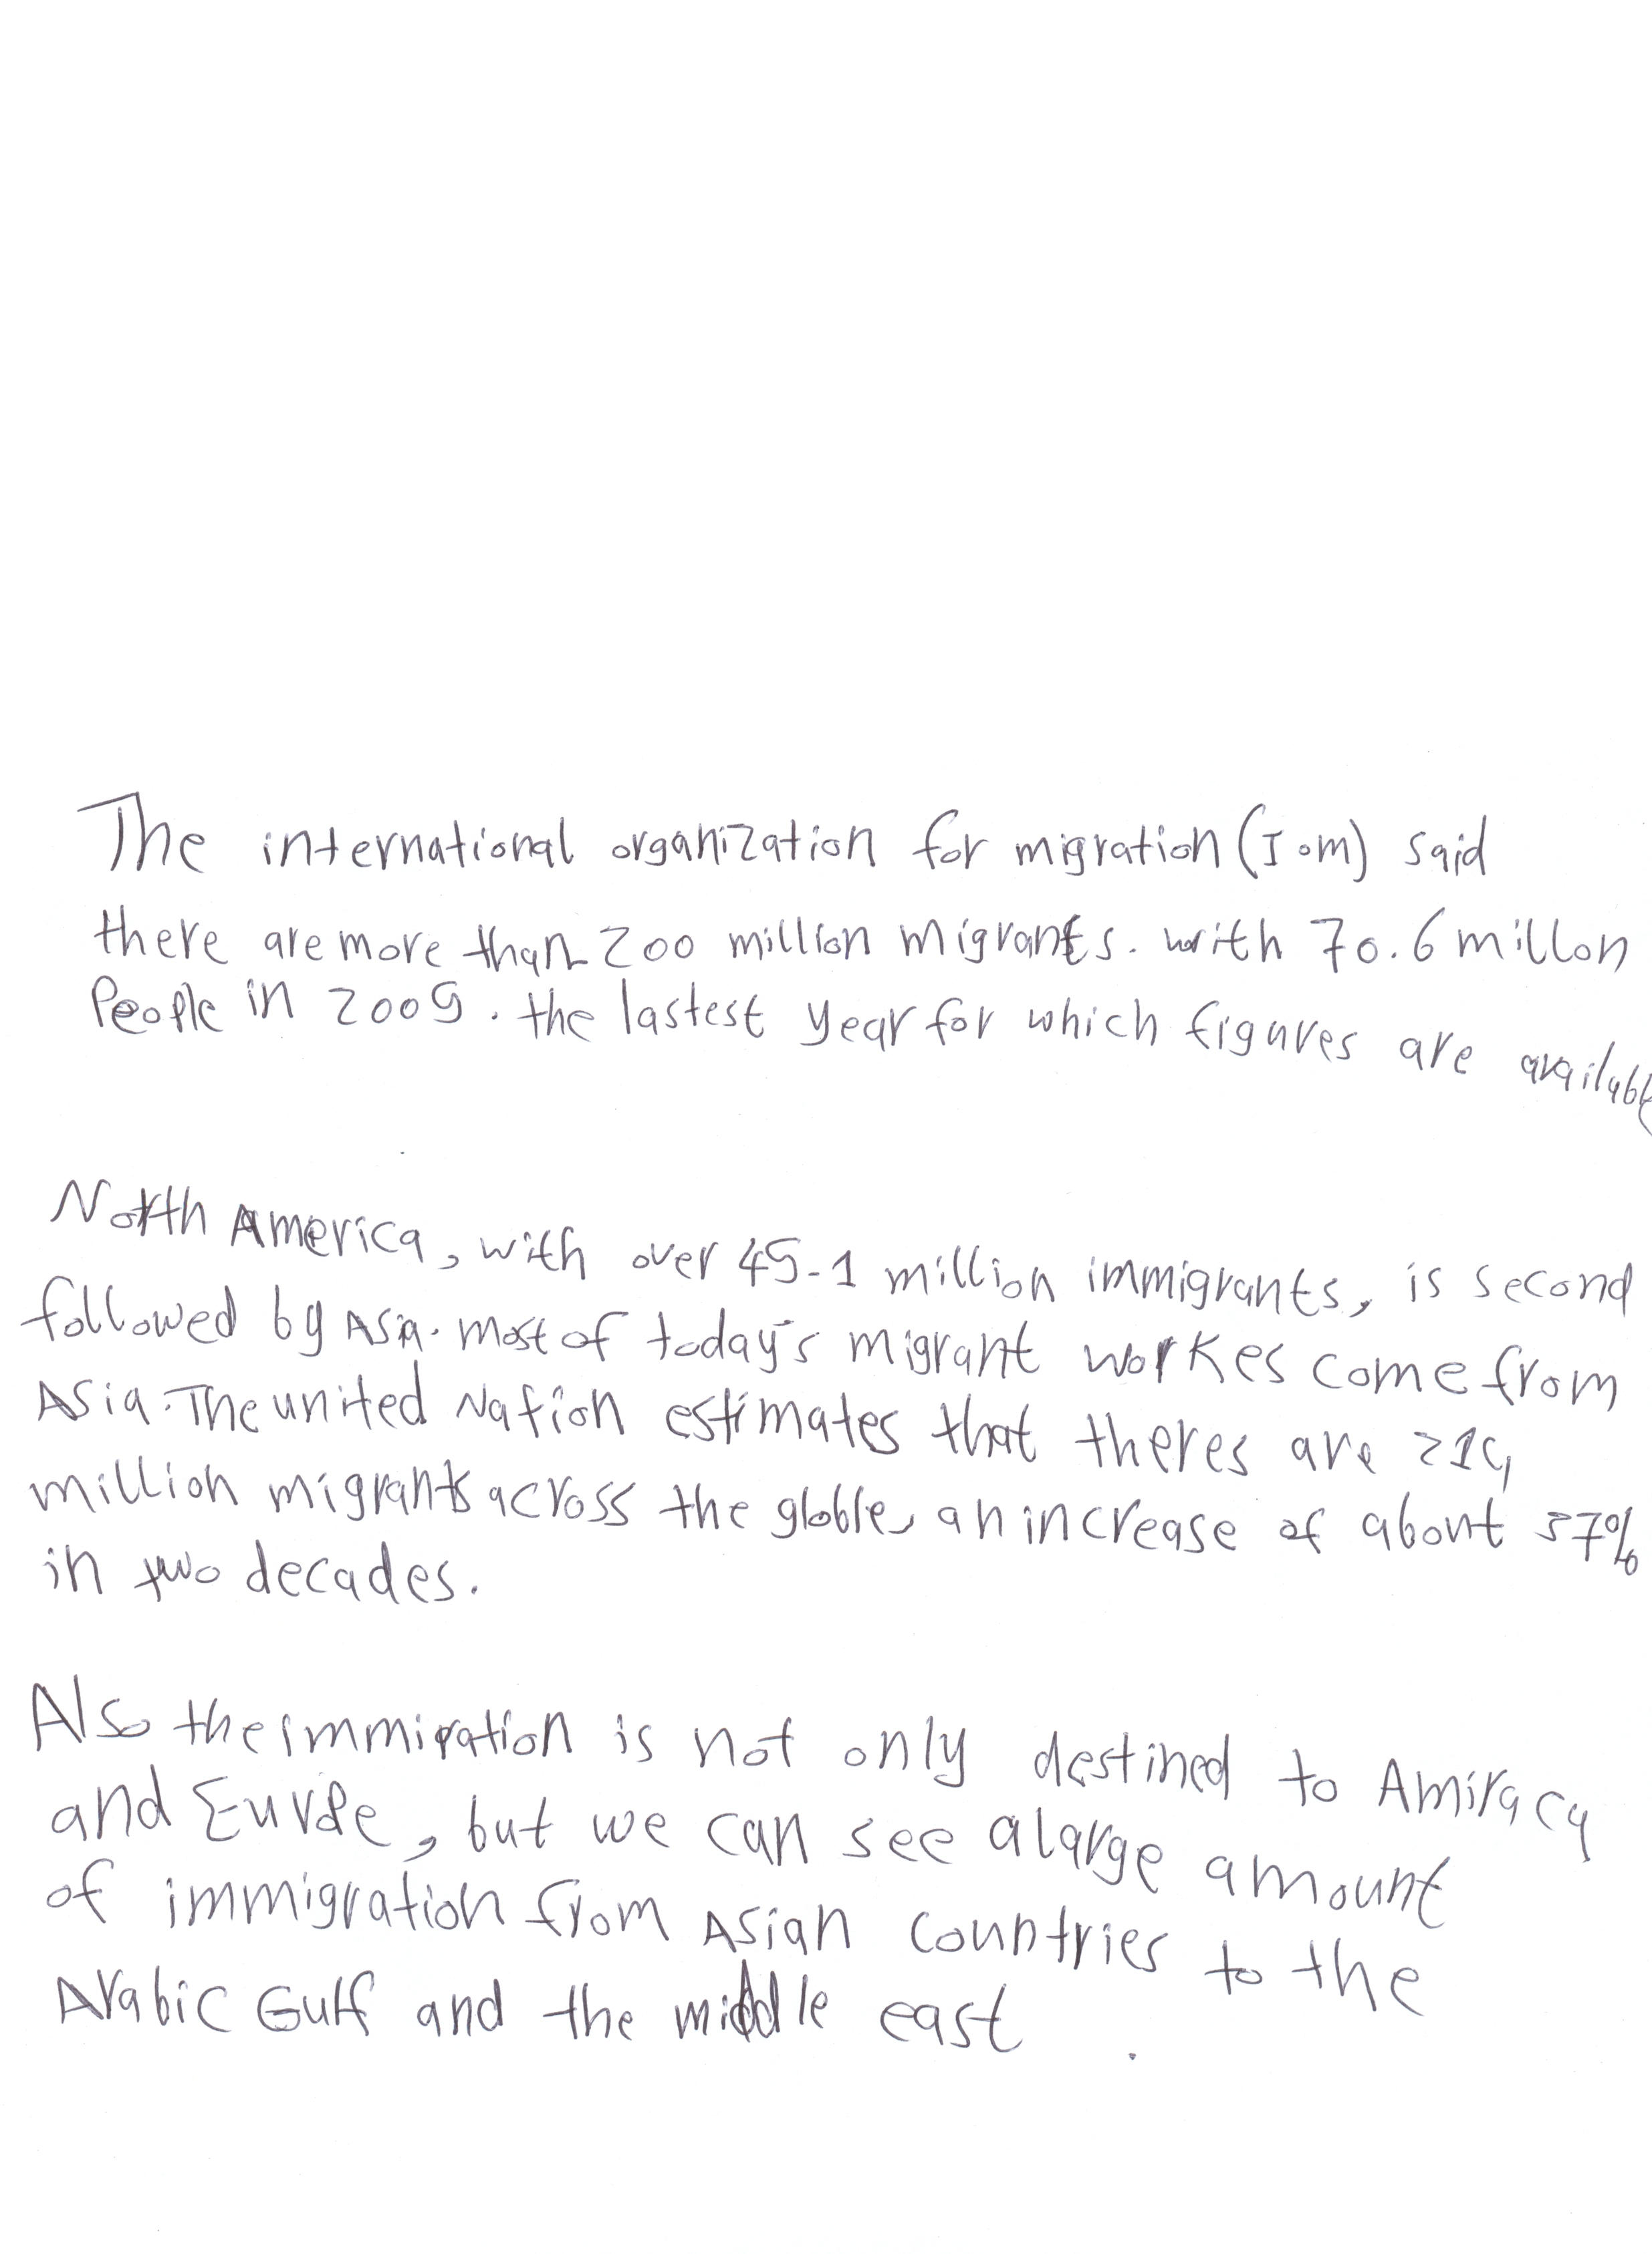 The international organization for migration (Iom) said
there are more than 200 million migrants. with 70.6 millon
People in 2009. the lastest year for which figures are availabl
North America, with over 45-1 million immigrants, is second
followed by Asia. most of today's migrant workes come from
Asia. The united Nation estimates that theres are 214
million migrants across the globle, an increase of about 37%
in two decades.
Also the immiration is not only destined to Amiracy
and Eurpe, but we can see a large amount
of immigration from Asian countries to the
Arabic Gulf and the middle east .